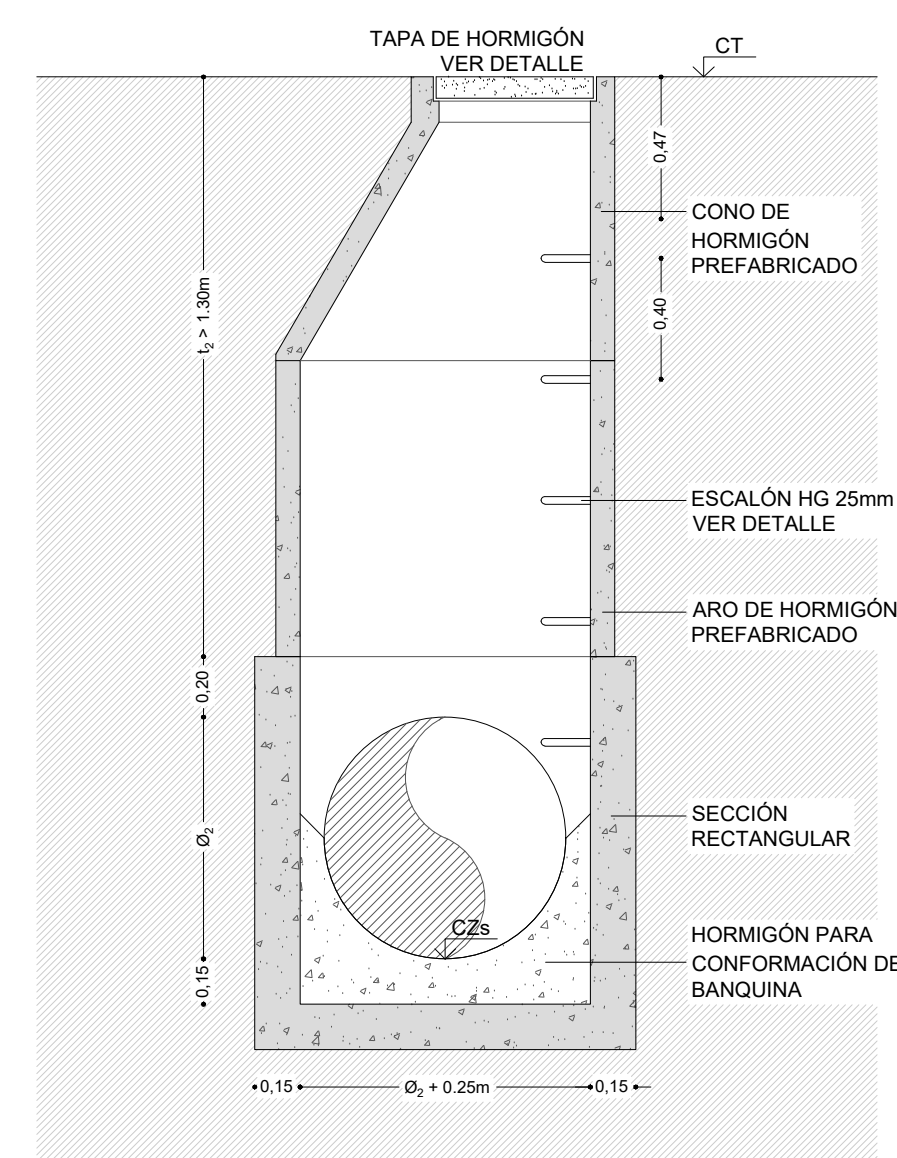 TAPA DE HORMIGÓN
VER DETALLE
CT
0,47
CONO DE
HORMIGÓN
PREFABRICADO
t2 > 1.30m
0,40
ESCALÓN HG 25mm
VER DETALLE
ARO DE HORMIGÓN
PREFABRICADO
0,20
Ø2
SECCIÓN
RECTANGULAR
CZs
HORMIGÓN PARA
CONFORMACIÓN DE
BANQUINA
0,15
0,15
Ø2 + 0.25m
0,15